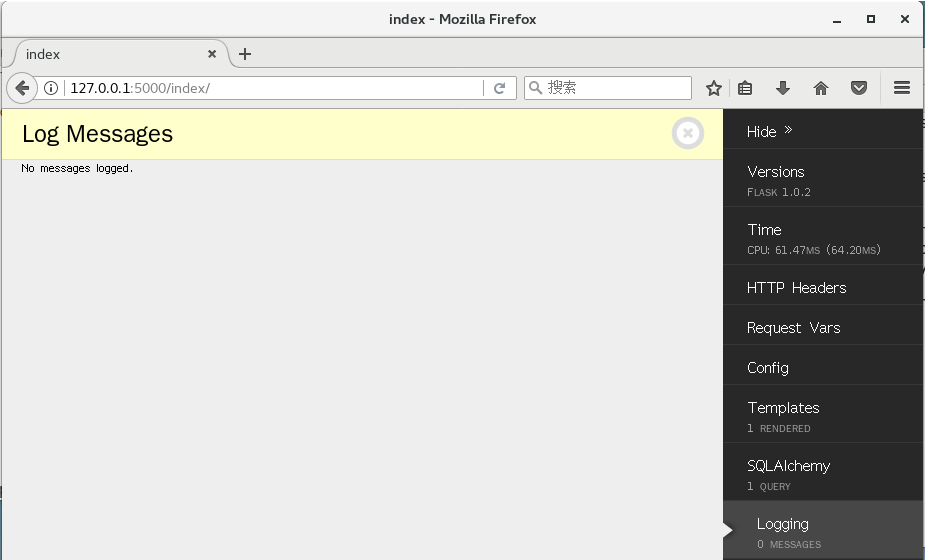 index - Mozilla Firefox
index
127.0.0.1:5000/index/
搜索
Log Messages
No messages logged.
Hide »
Versions
FLASK 1.0.2
Time
CPU: 61.47MS (64.20MS)
HTTP Headers
Request Vars
Config
Templates
1 RENDERED
SQLAlchemy
1 QUERY
Logging
0 MESSAGES